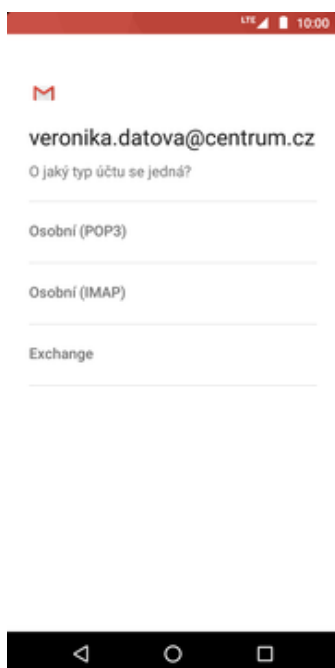 LTE 10:00
veronika.datova@centrum.cz
O jaký typ účtu se jedná?
Osobní (POP3)
Osobní (IMAP)
Exchange